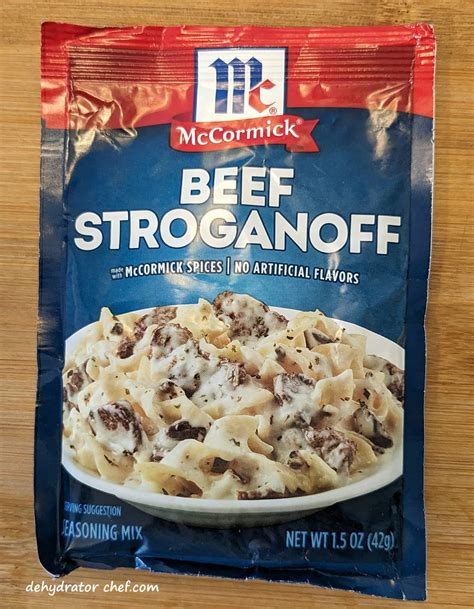 Mc
McCormick®
BEEF
STROGANOFF
made with McCORMICK SPICES | NO ARTIFICIAL FLAVORS
SERVING SUGGESTION
SEASONING MIX
NET WT 1.5 OZ (42g)
dehydrator chef.com